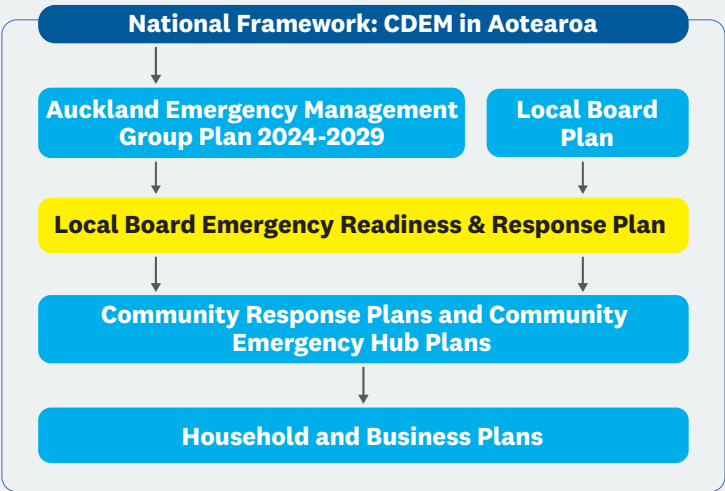 National Framework: CDEM in Aotearoa
Auckland Emergency Management
Group Plan 2024-2029
Local Board
Plan
Local Board Emergency Readiness & Response Plan
Community Response Plans and Community
Emergency Hub Plans
Household and Business Plans